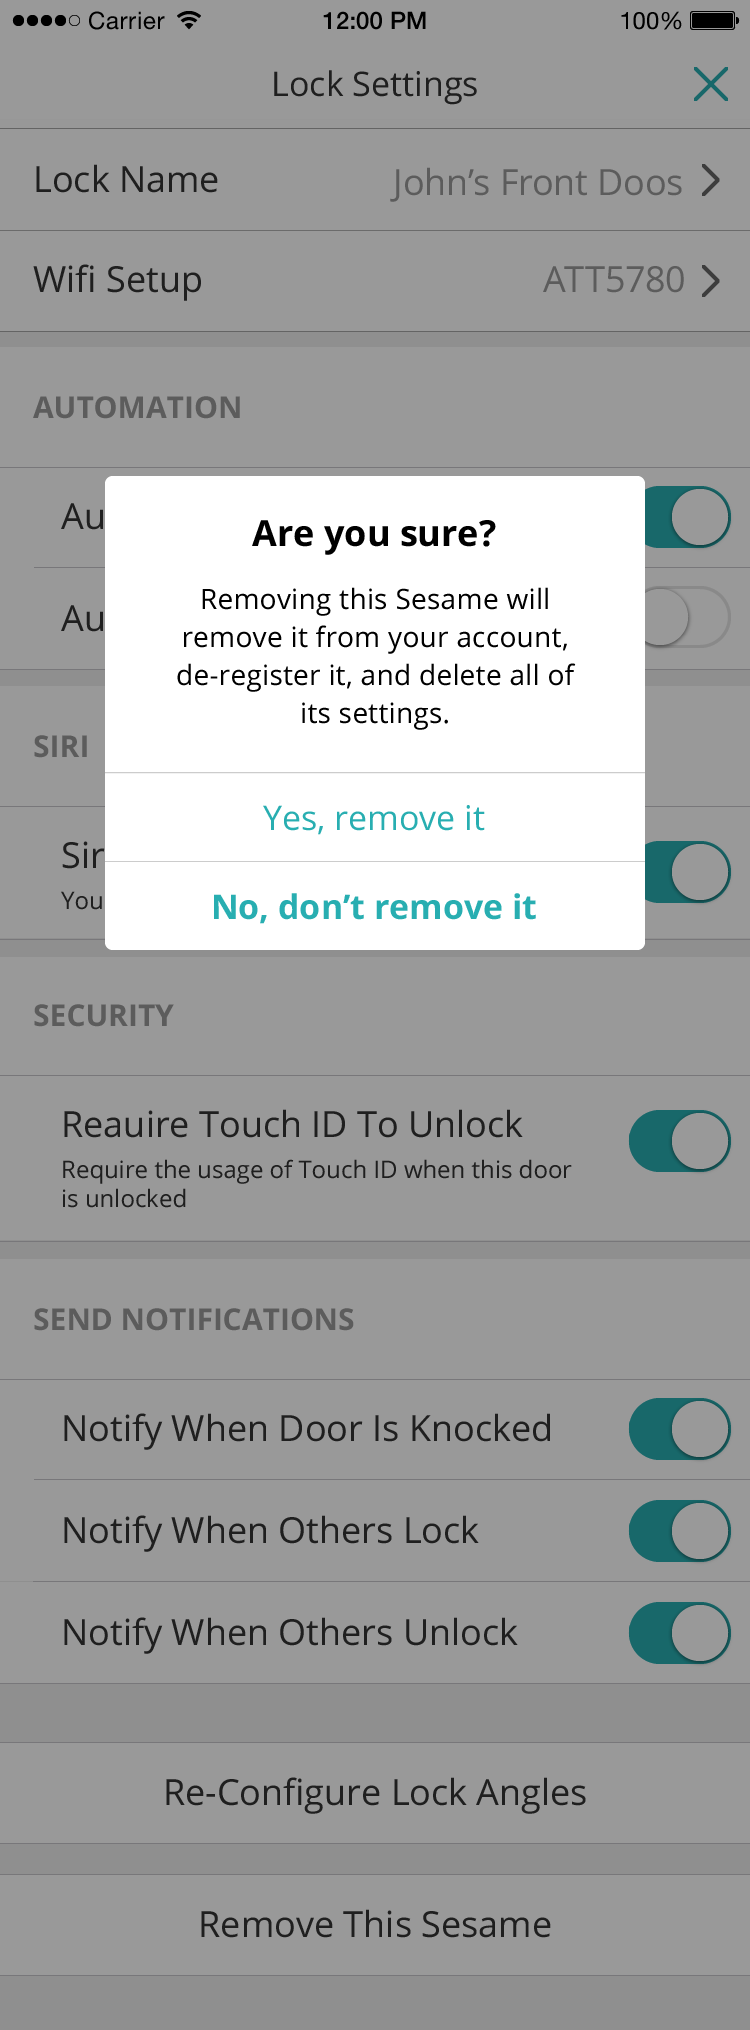 Carrier 12:00 PM 100%
Lock Settings
Lock Name John’s Front Doos
Wifi Setup ATT5780
AUTOMATION
Au
Are you sure?
Removing this Sesame will
remove it from your account,
de-register it, and delete all of
its settings.
Au
SIRI
Yes, remove it
Sir
You
No, don’t remove it
SECURITY
Reauire Touch ID To Unlock
Require the usage of Touch ID when this door
is unlocked
SEND NOTIFICATIONS
Notify When Door Is Knocked
Notify When Others Lock
Notify When Others Unlock
Re-Configure Lock Angles
Remove This Sesame